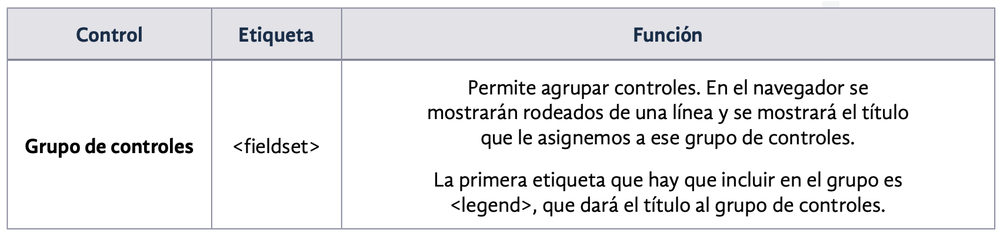 Control Etiqueta Función
Permite agrupar controles. En el navegador se
mostrarán rodeados de una línea y se mostrará el título
que le asignemos a ese grupo de controles.
Grupo de controles <fieldset>
La primera etiqueta que hay que incluir en el grupo es
<legend>, que dará el título al grupo de controles.